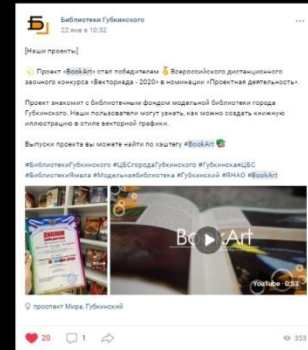 Библиотеки Губкинского
22 янв в 10:32
[Наши проекты]
Проект «BookArt» стал победителем Всероссийского дистанционного
заочного конкурса «Векториада - 2020» в номинации «Проектная деятельность».
Проект знакомит с библиотечным фондом модельной библиотеки города
Губкинского. Наши пользователи могут узнать, как можно создать книжную
иллюстрацию в стиле векторной графики.
Выпуски проекта вы можете найти по хэштегу #BookArt
#БиблиотекиГубкинского #ЦБСгородаГубкинского #ГубкинскаяЦБС
#БиблиотекиЯмала #Модельнаябиблиотека #Губкинский #ЯНАО #BookArt
BookArt
YouTube · 0:53
проспект Мира, Губкинский
20
1
353